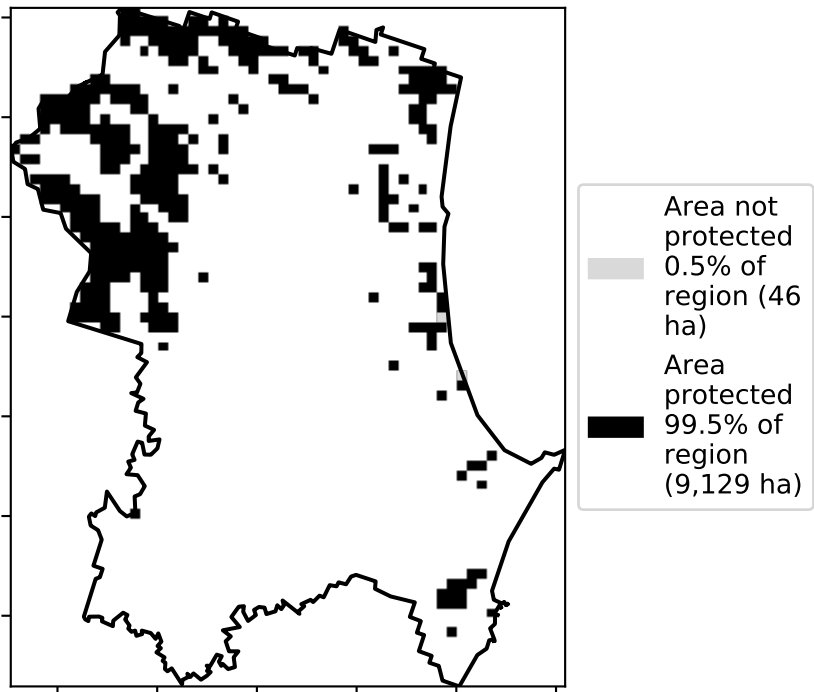 Area not
protected
0.5% of
region (46
ha)
Area
protected
99.5% of
region
(9,129 ha)